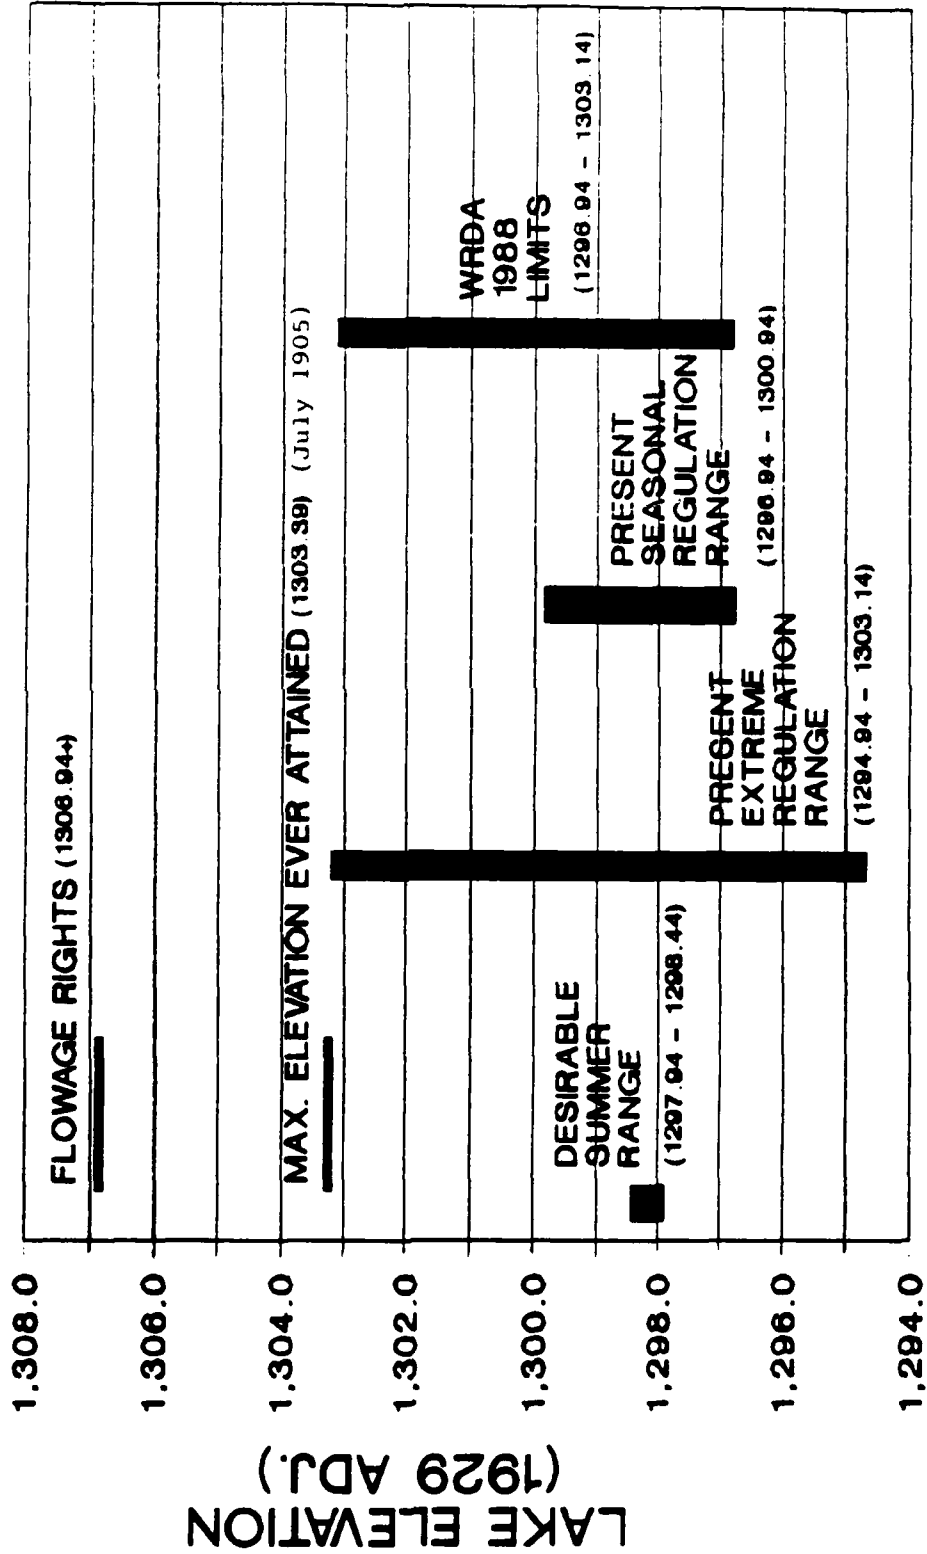 LAKE ELEVATION
(1929 ADJ.)
1,308.0
1,306.0
1,304.0
1,302.0
1,300.0
1,298.0
1,296.0
1,294.0
FLOWAGE RIGHTS (1306.94+)
MAX. ELEVATION EVER ATTAINED (1303.39) (July 1905)
DESIRABLE
SUMMER
RANGE
(1297.94 - 1298.44)
PRESENT
EXTREME
REGULATION
RANGE
(1294.94 - 1303.14)
PRESENT
SEASONAL
REGULATION
RANGE
(1296.94 - 1300.94)
WRDA
1988
LIMITS
(1296.94 - 1303.14)